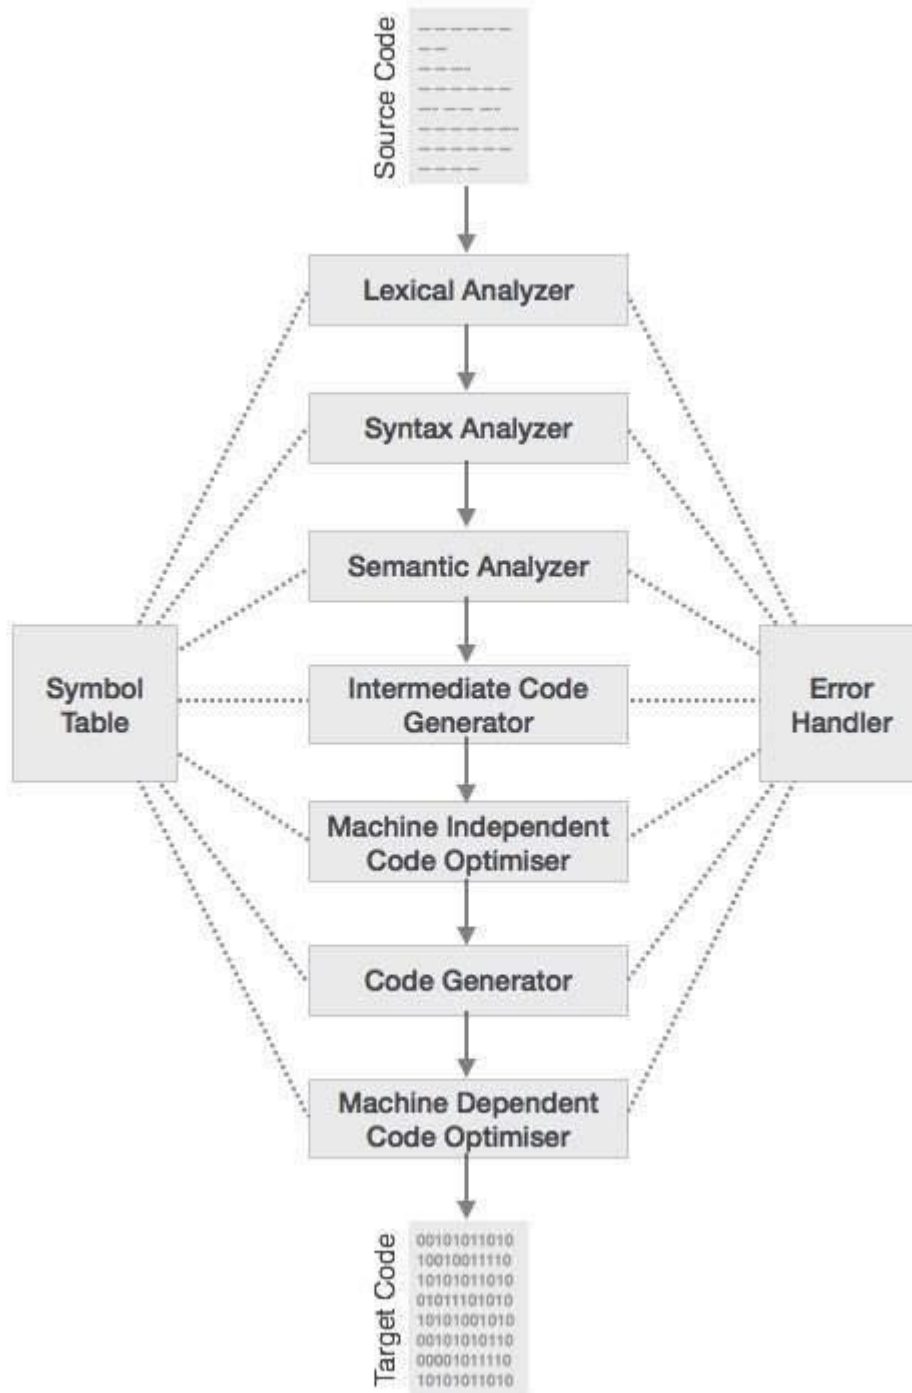 Source Code
Lexical Analyzer
Syntax Analyzer
Semantic Analyzer
Symbol
Table
Intermediate Code
Generator
Error
Handler
Machine Independent
Code Optimiser
Code Generator
Machine Dependent
Code Optimiser
Target Code
00101011010
10010011110
10101011010
01011101010
10101001010
00101010110
00001011110
10101011010